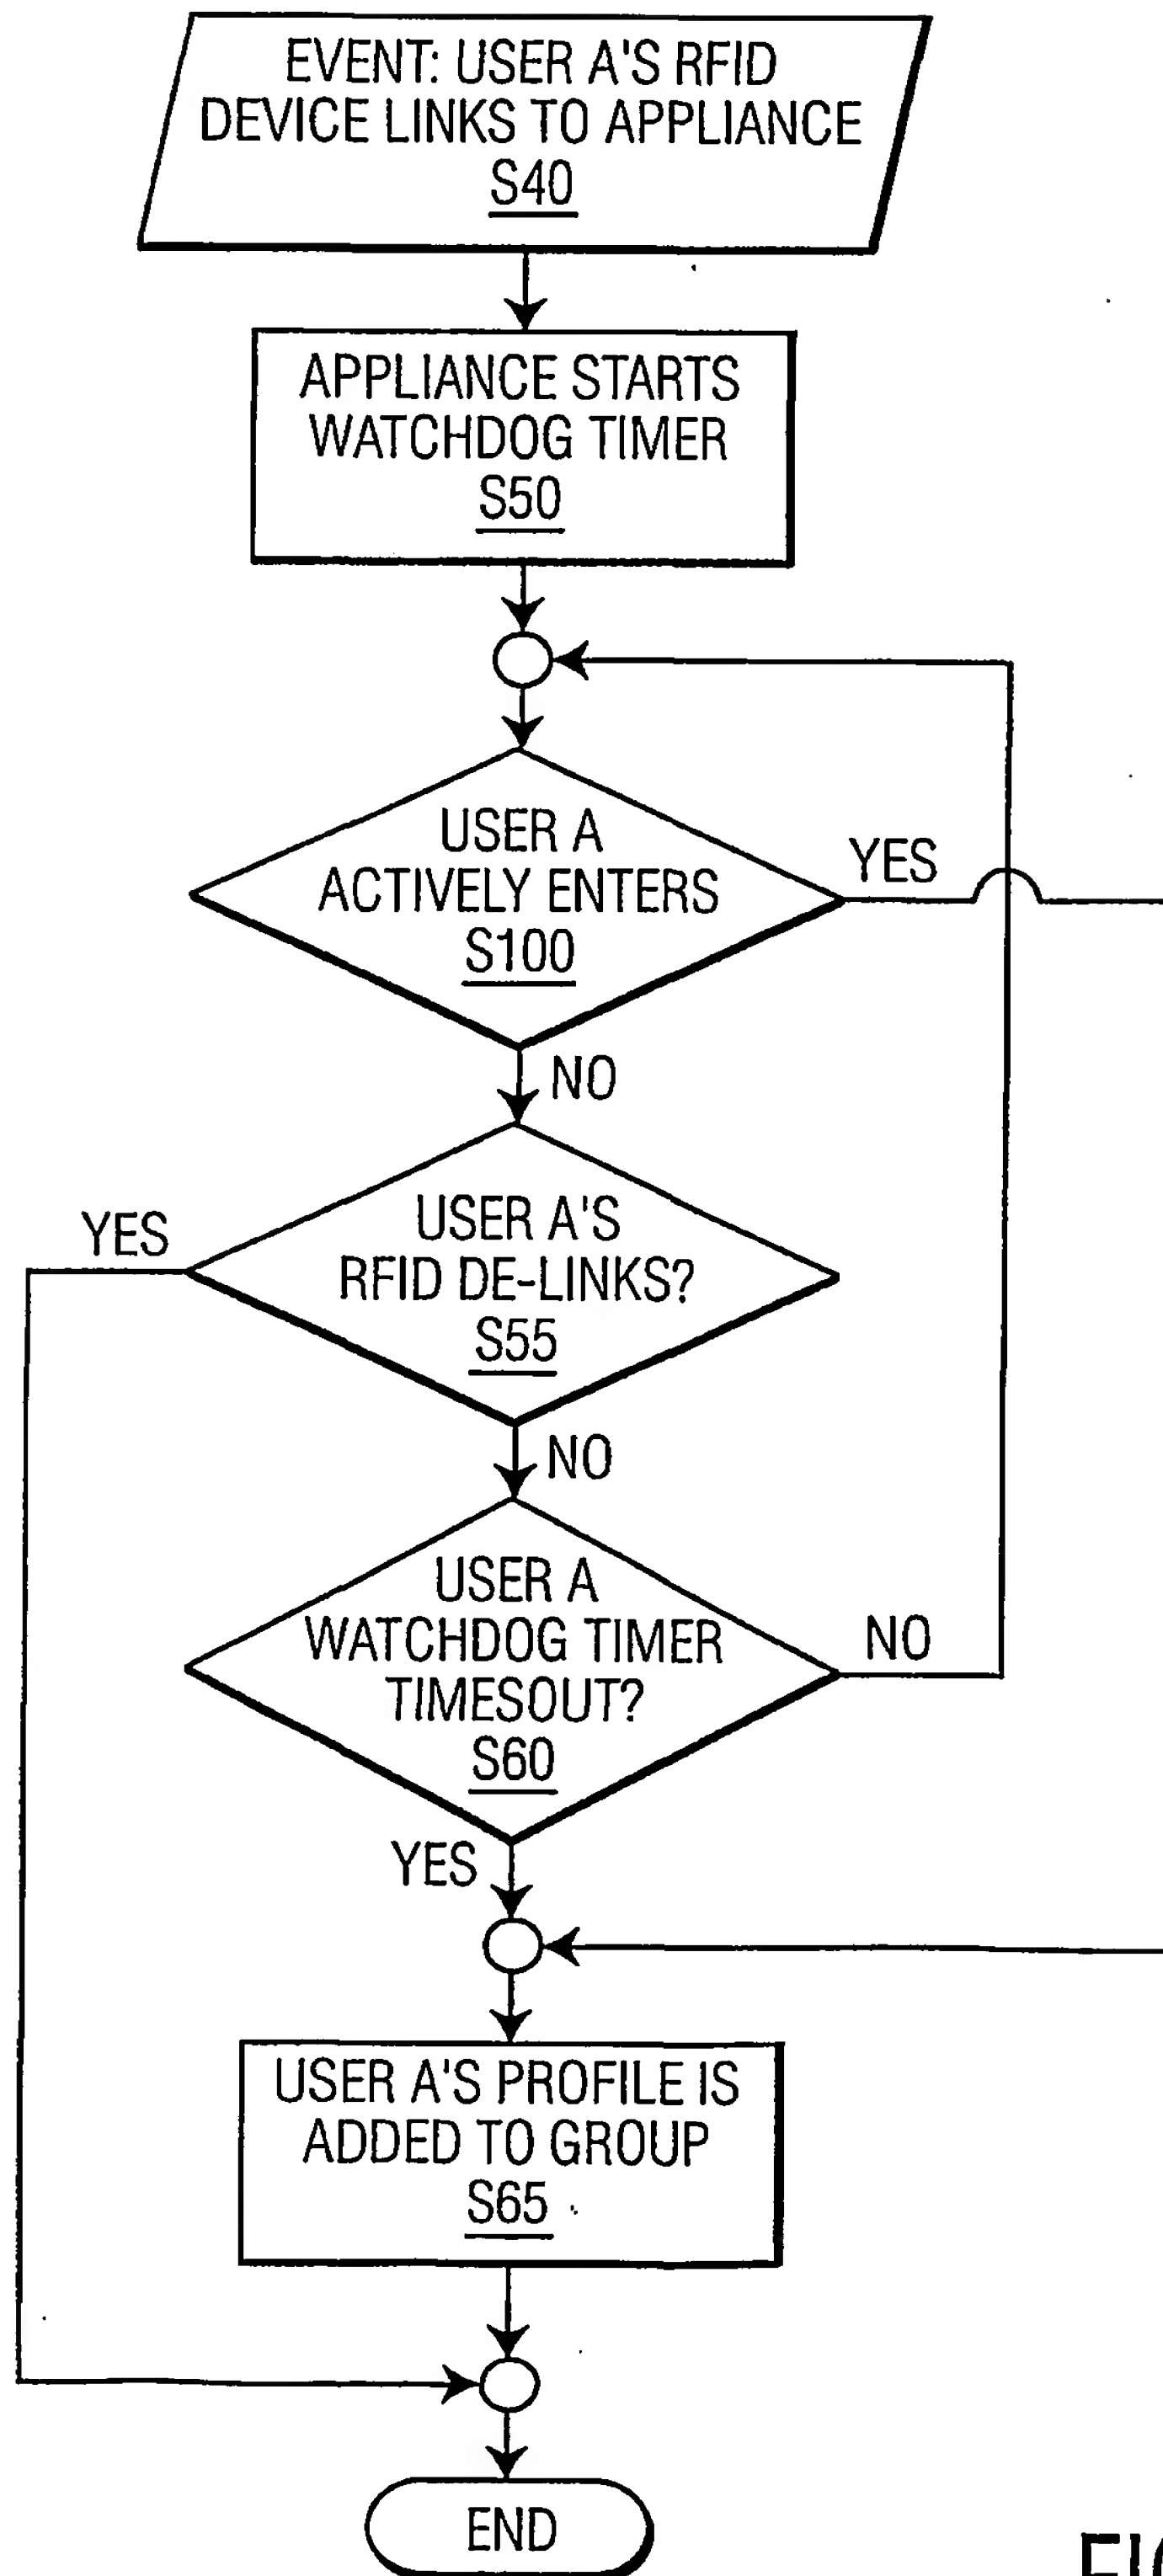 EVENT: USER A'S RFID
DEVICE LINKS TO APPLIANCE
S40
APPLIANCE STARTS
WATCHDOG TIMER
S50
USER A
ACTIVELY ENTERS
S100
YES
NO
USER A'S
RFID DE-LINKS?
S55
YES
NO
USER A
WATCHDOG TIMER
TIMESOUT?
S60
NO
YES
USER A'S PROFILE IS
ADDED TO GROUP
S65
END